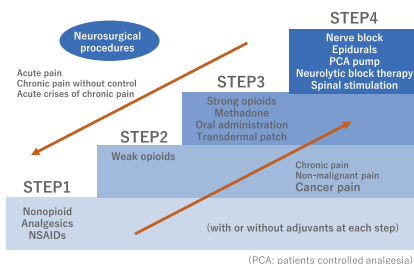 STEP4
Neurosurgical
procedures
Nerve block
Epidurals
PCA pump
Neurolytic block therapy
Spinal stimulation
Acute pain
Chronic pain without control
Acute crises of chronic pain
STEP3
Strong opioids
Methadone
Oral administration
Transdermal patch
STEP2
Weak opioids
Chronic pain
Non-malignant pain
Cancer pain
STEP1
Nonopioid
Analgesics
NSAIDs
(with or without adjuvants at each step)
(PCA: patients controlled analgesia)